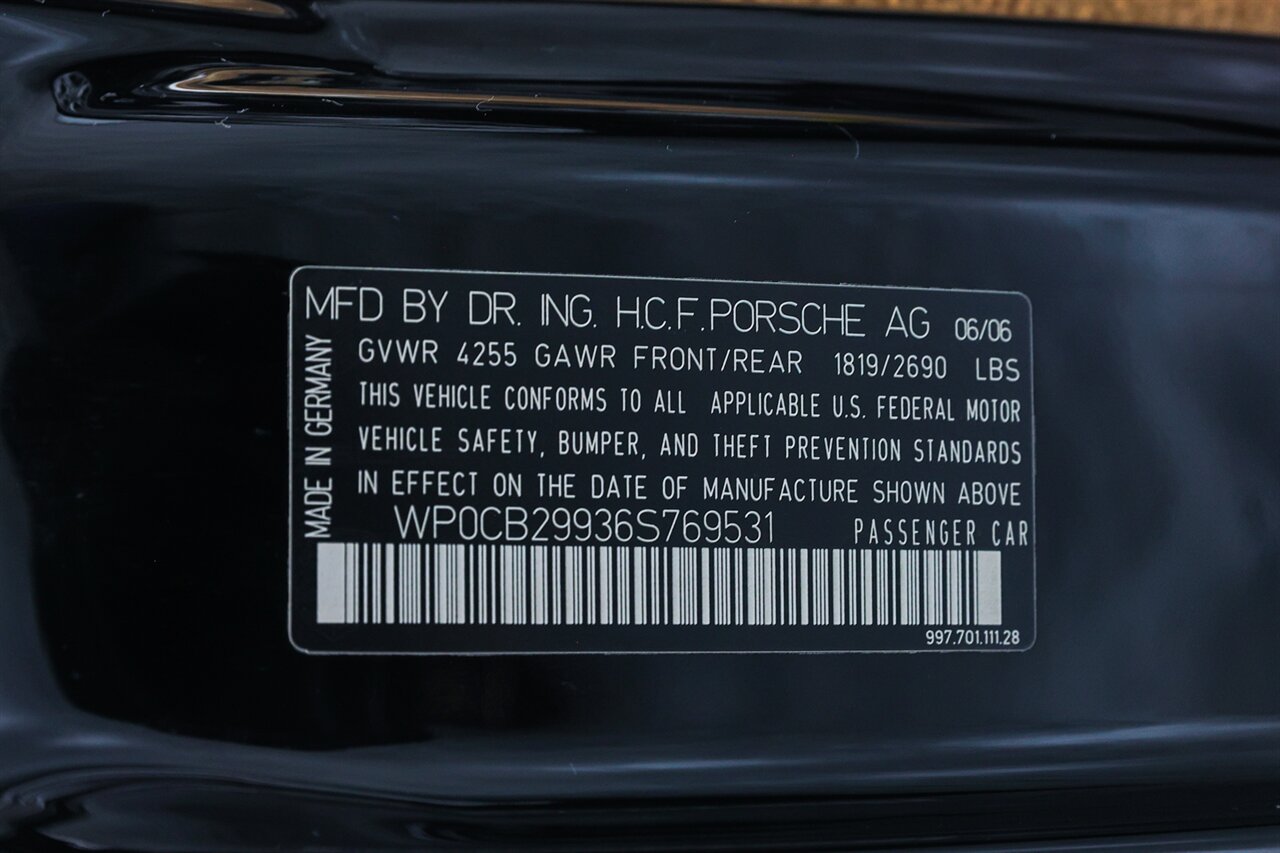 MFD BY DR. ING. H.C.F.PORSCHE AG 06/06
GVWR 4255 GAWR FRONT/REAR 1819/2690 LBS
THIS VEHICLE CONFORMS TO ALL APPLICABLE U.S. FEDERAL MOTOR
VEHICLE SAFETY, BUMPER, AND THEFT PREVENTION STANDARDS
IN EFFECT ON THE DATE OF MANUFACTURE SHOWN ABOVE
WP0CB29936S769531 PASSENGER CAR
997.701.111.28
MADE IN GERMANY